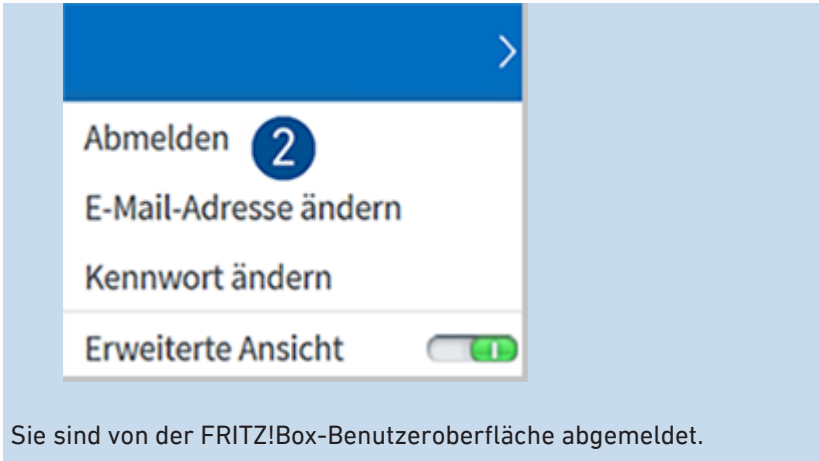 Abmelden 2
E-Mail-Adresse ändern
Kennwort ändern
Erweiterte Ansicht
Sie sind von der FRITZ!Box-Benutzeroberfläche abgemeldet.